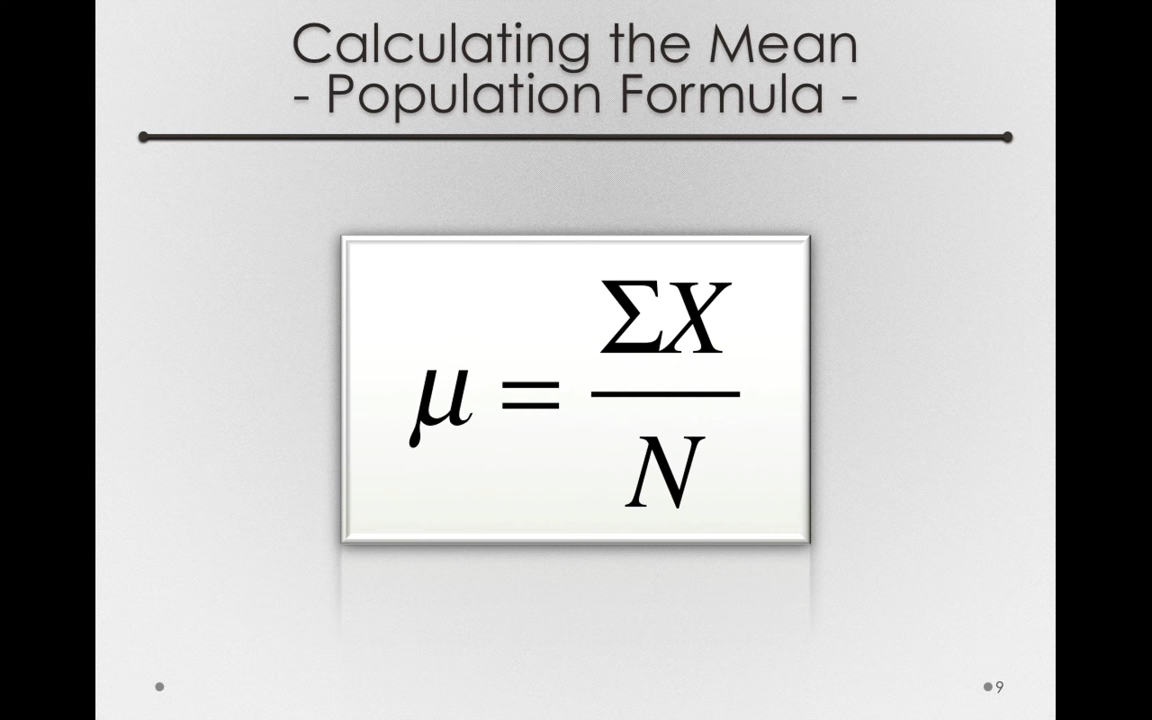 Calculating the Mean
- Population Formula -
μ = ΣX / N
9